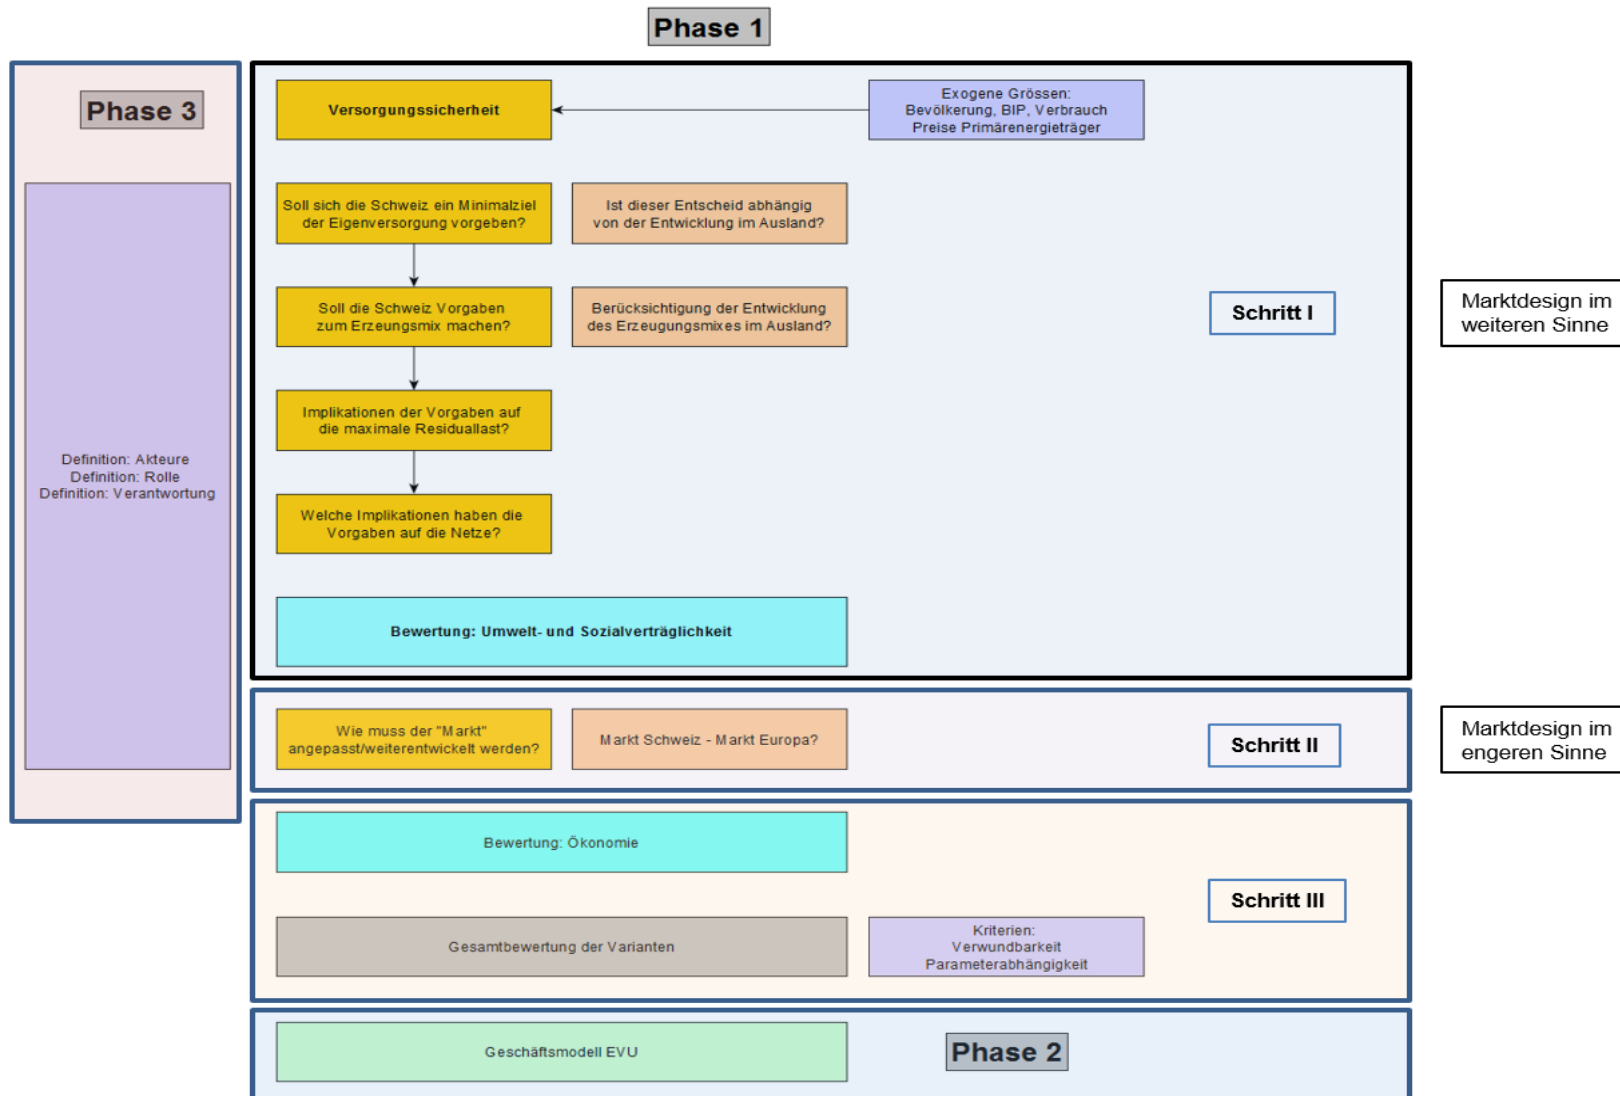 Phase 1
Phase 3
Versorgungssicherheit
Exogene Grössen:
Bevölkerung, BIP, Verbrauch
Preise Primärenergieträger
Soll sich die Schweiz ein Minimalziel
der Eigenversorgung vorgeben?
Ist dieser Entscheid abhängig
von der Entwicklung im Ausland?
Soll die Schweiz Vorgaben
zum Erzeungsmix machen?
Berücksichtigung der Entwicklung
des Erzeugungsmixes im Ausland?
Schritt I
Marktdesign im
weiteren Sinne
Implikationen der Vorgaben auf
die maximale Residuallast?
Definition: Akteure
Definition: Rolle
Definition: Verantwortung
Welche Implikationen haben die
Vorgaben auf die Netze?
Bewertung: Umwelt- und Sozialverträglichkeit
Wie muss der "Markt"
angepasst/weiterentwickelt werden?
Markt Schweiz - Markt Europa?
Schritt II
Marktdesign im
engeren Sinne
Bewertung: Ökonomie
Schritt III
Gesamtbewertung der Varianten
Kriterien:
Verwundbarkeit
Parameterabhängigkeit
Geschäftsmodell EVU
Phase 2